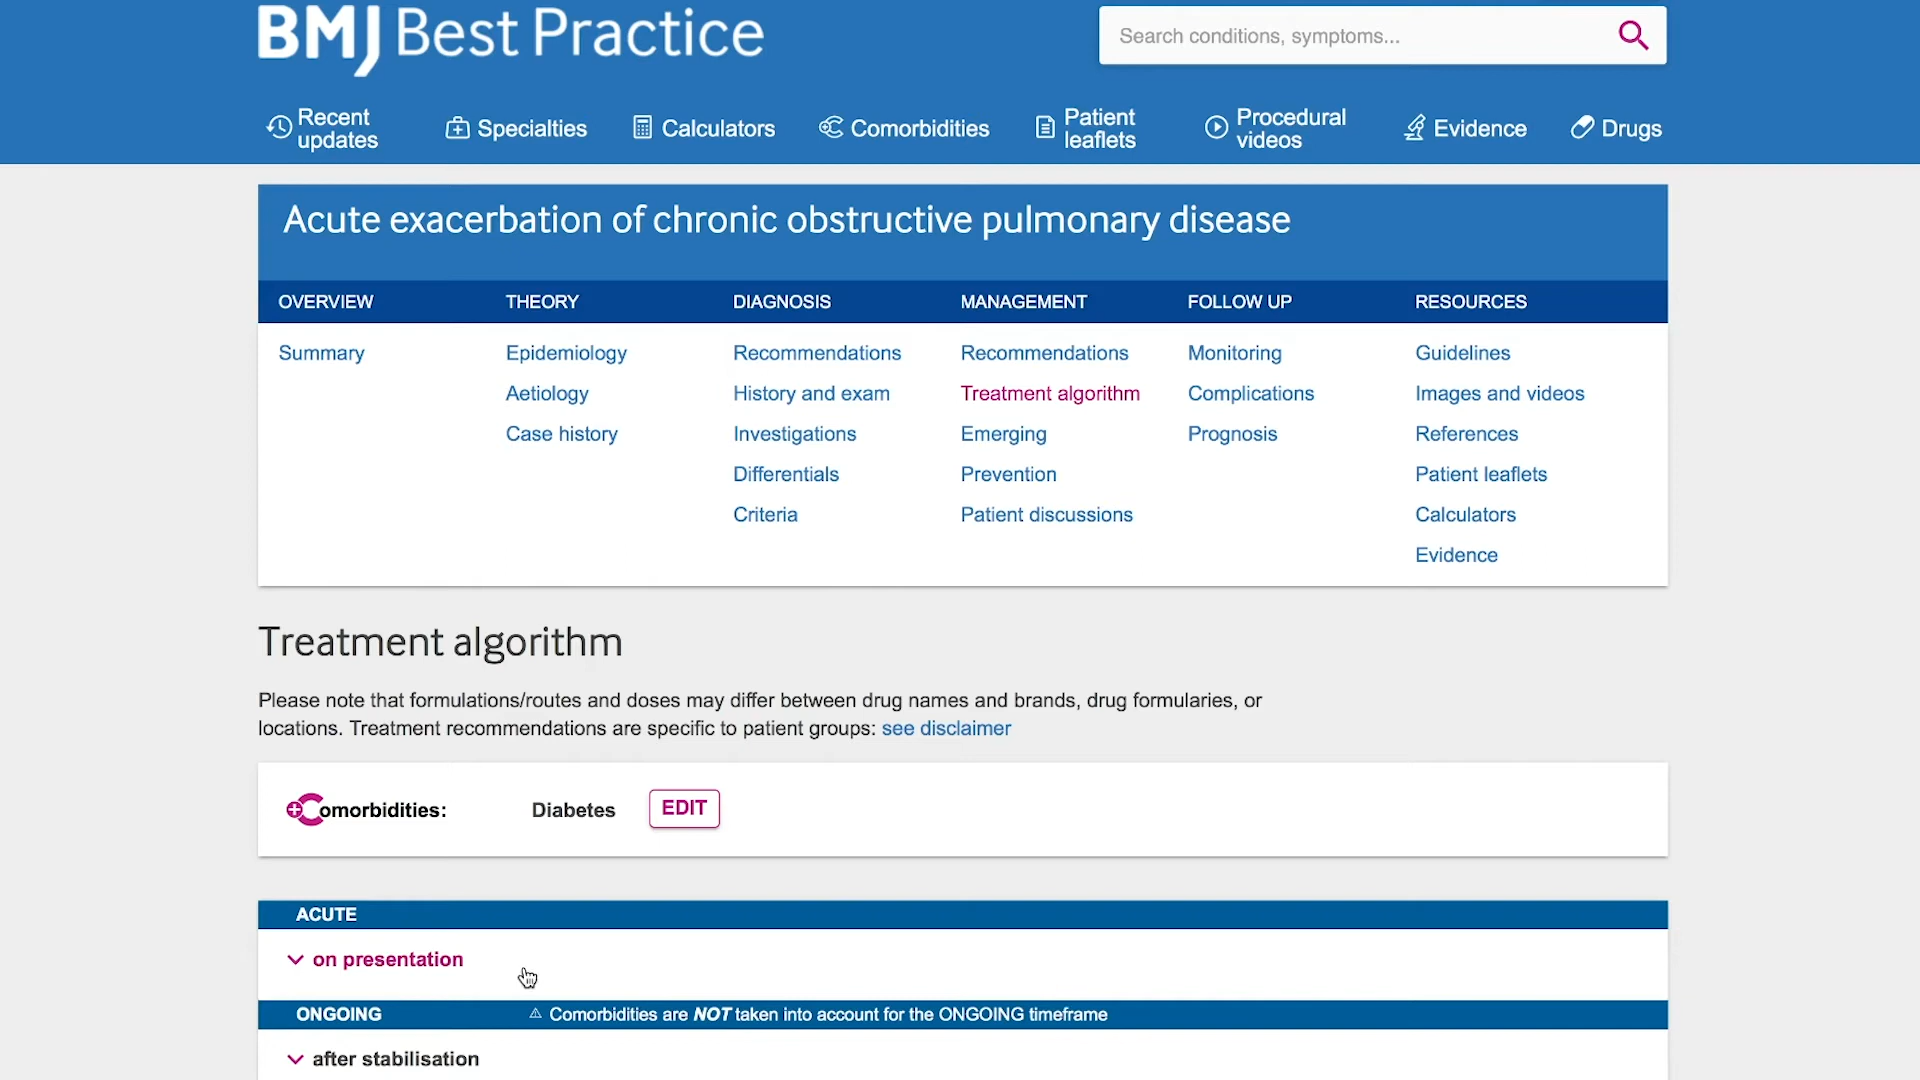 BMJ Best Practice
Search conditions, symptoms...
Recent updates
Specialties
Calculators
Comorbidities
Patient leaflets
Procedural videos
Evidence
Drugs
Acute exacerbation of chronic obstructive pulmonary disease
OVERVIEW
Summary
THEORY
Epidemiology
Aetiology
Case history
DIAGNOSIS
Recommendations
History and exam
Investigations
Differentials
Criteria
MANAGEMENT
Recommendations
Treatment algorithm
Emerging
Prevention
Patient discussions
FOLLOW UP
Monitoring
Complications
Prognosis
RESOURCES
Guidelines
Images and videos
References
Patient leaflets
Calculators
Evidence
Treatment algorithm
Please note that formulations/routes and doses may differ between drug names and brands, drug formularies, or
locations. Treatment recommendations are specific to patient groups: see disclaimer
Comorbidities: Diabetes EDIT
ACUTE
on presentation
ONGOING ⚠ Comorbidities are NOT taken into account for the ONGOING timeframe
after stabilisation